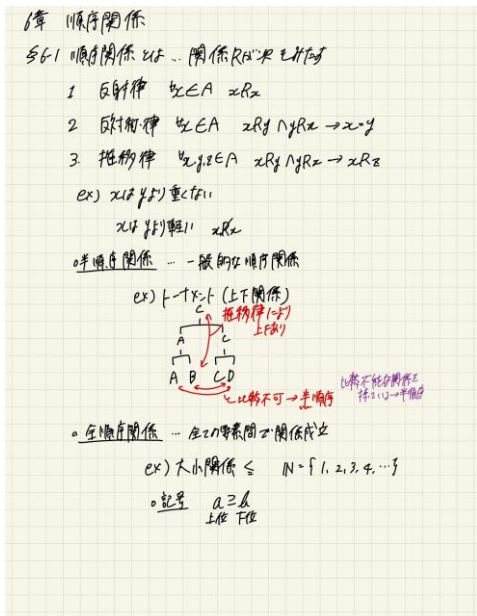 6章 順序関係
§6-1 順序関係とは… 関係Rが次をみたす
1 反射律 ∀x∈A xRx
2 反対称律 ∀x∈A xRy∧yRx→x=y
3. 推移律 ∀x,y,z∈A xRy∧yRz→xRz
ex) xはyより重くない
xはyより軽い
○半順序関係 … 一般的な順序関係
ex) トーナメント(上下関係)
C
推移律により
上下あり
A C
A B C D
比較不可→半順序
比較不能な関係を
持っている→半順序
○全順序関係 … 全ての要素間で関係成立
ex) 大小関係 ≦ ℕ={1,2,3,4,…}
○記号 a≧b
上位 下位